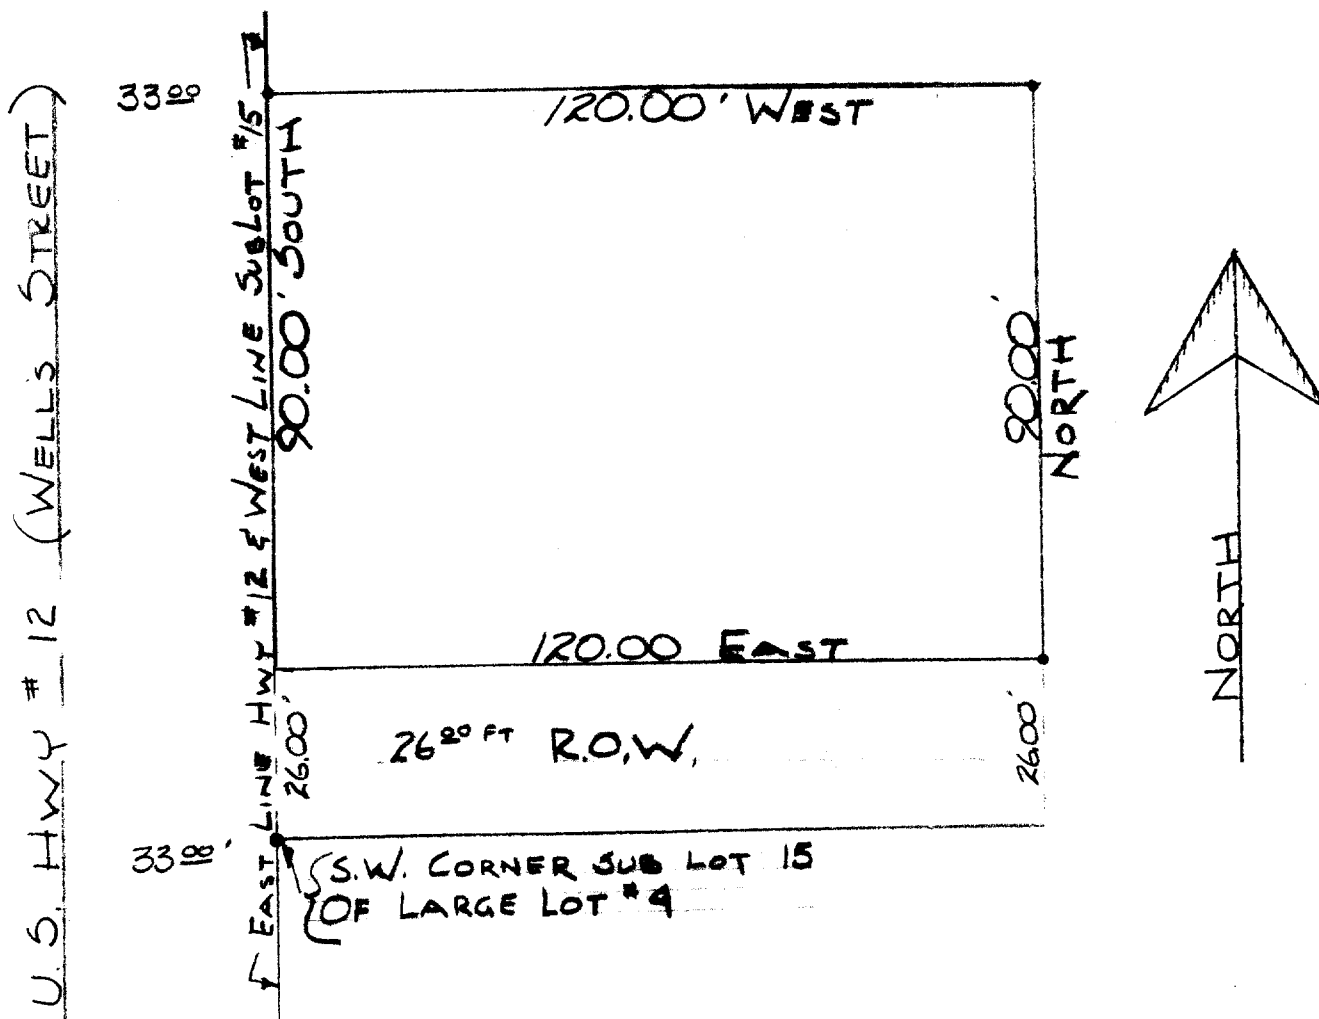 33 00
120.00' WEST
U.S. HWY # 12 (WELLS STREET)
EAST LINE HWY #12 & WEST LINE SUBLOT #15
90.00' SOUTH
90.00'
NORTH
NORTH
120.00 EAST
26.00'
26 00 FT R.O.W.
26.00'
33 00'
S.W. CORNER SUB LOT 15
OF LARGE LOT #4